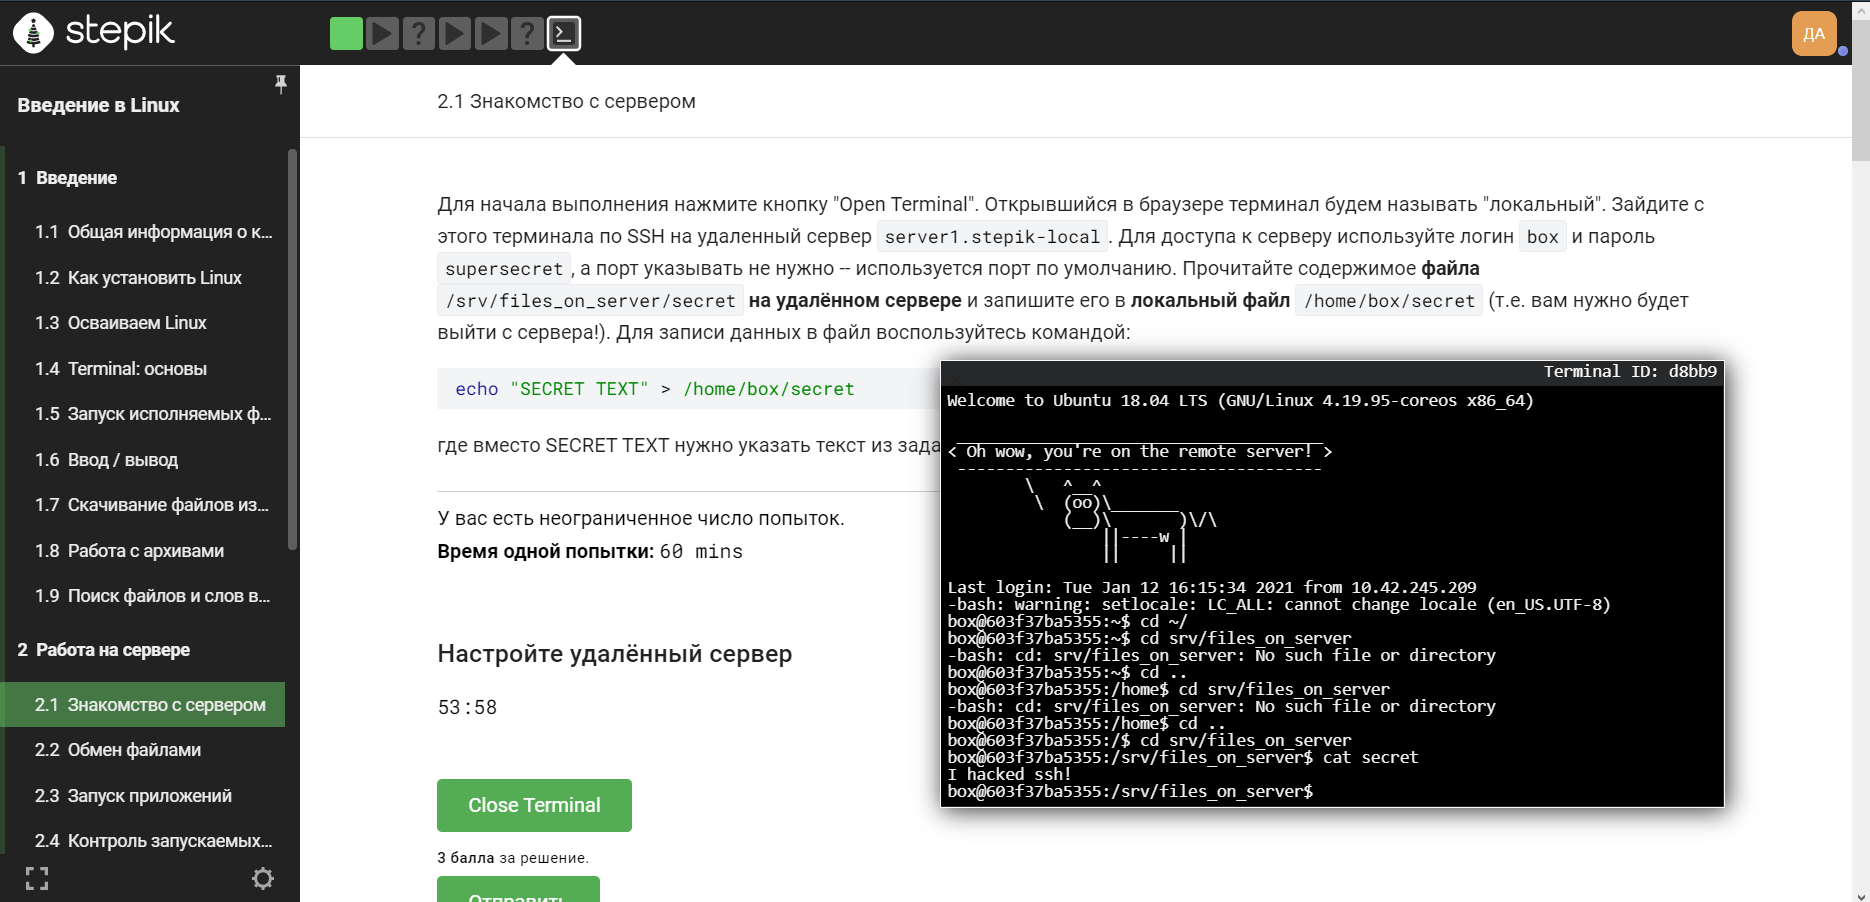 stepik
ДА
Введение в Linux
1 Введение
1.1 Общая информация о к...
1.2 Как установить Linux
1.3 Осваиваем Linux
1.4 Terminal: основы
1.5 Запуск исполняемых ф...
1.6 Ввод / вывод
1.7 Скачивание файлов из...
1.8 Работа с архивами
1.9 Поиск файлов и слов в...
2 Работа на сервере
2.1 Знакомство с сервером
2.2 Обмен файлами
2.3 Запуск приложений
2.4 Контроль запускаемых...
2.1 Знакомство с сервером
Для начала выполнения нажмите кнопку "Open Terminal". Открывшийся в браузере терминал будем называть "локальный". Зайдите с
этого терминала по SSH на удаленный сервер server1.stepik-local . Для доступа к серверу используйте логин box и пароль
supersecret , а порт указывать не нужно -- используется порт по умолчанию. Прочитайте содержимое файла
/srv/files_on_server/secret на удалённом сервере и запишите его в локальный файл /home/box/secret (т.е. вам нужно будет
выйти с сервера!). Для записи данных в файл воспользуйтесь командой:
echo "SECRET TEXT" > /home/box/secret
где вместо SECRET TEXT нужно указать текст из зада
У вас есть неограниченное число попыток.
Время одной попытки: 60 mins
Настройте удалённый сервер
53:58
Close Terminal
3 балла за решение.
Отправить
Terminal ID: d8bb9
Welcome to Ubuntu 18.04 LTS (GNU/Linux 4.19.95-coreos x86_64)
______________________________________
< Oh wow, you're on the remote server! >
--------------------------------------
\   ^__^
\  (oo)\_______
(__)\       )\/\
||----w |
||     ||
Last login: Tue Jan 12 16:15:34 2021 from 10.42.245.209
-bash: warning: setlocale: LC_ALL: cannot change locale (en_US.UTF-8)
box@603f37ba5355:~$ cd ~/
box@603f37ba5355:~$ cd srv/files_on_server
-bash: cd: srv/files_on_server: No such file or directory
box@603f37ba5355:~$ cd ..
box@603f37ba5355:/home$ cd srv/files_on_server
-bash: cd: srv/files_on_server: No such file or directory
box@603f37ba5355:/home$ cd ..
box@603f37ba5355:/$ cd srv/files_on_server
box@603f37ba5355:/srv/files_on_server$ cat secret
I hacked ssh!
box@603f37ba5355:/srv/files_on_server$